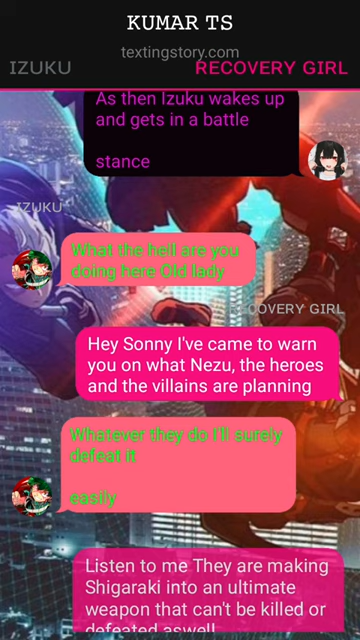 KUMAR TS
textingstory.com
IZUKU
RECOVERY GIRL
As then Izuku wakes up
and gets in a battle
stance
IZUKU
What the hell are you
doing here Old lady
RECOVERY GIRL
Hey Sonny I've came to warn
you on what Nezu, the heroes
and the villains are planning
Whatever they do I'll surely
defeat it
easily
Listen to me They are making
Shigaraki into an ultimate
weapon that can't be killed or
defeated aswell